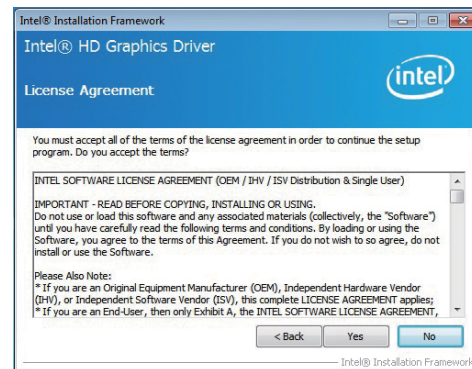 Intel® Installation Framework
Intel® HD Graphics Driver
intel
License Agreement
You must accept all of the terms of the license agreement in order to continue the setup
program. Do you accept the terms?
INTEL SOFTWARE LICENSE AGREEMENT (OEM / IHV / ISV Distribution & Single User)
IMPORTANT - READ BEFORE COPYING, INSTALLING OR USING.
Do not use or load this software and any associated materials (collectively, the "Software")
until you have carefully read the following terms and conditions. By loading or using the
Software, you agree to the terms of this Agreement. If you do not wish to so agree, do not
install or use the Software.
Please Also Note:
* If you are an Original Equipment Manufacturer (OEM), Independent Hardware Vendor
(IHV), or Independent Software Vendor (ISV), this complete LICENSE AGREEMENT applies;
* If you are an End-User, then only Exhibit A, the INTEL SOFTWARE LICENSE AGREEMENT,
< Back Yes No
Intel® Installation Framework